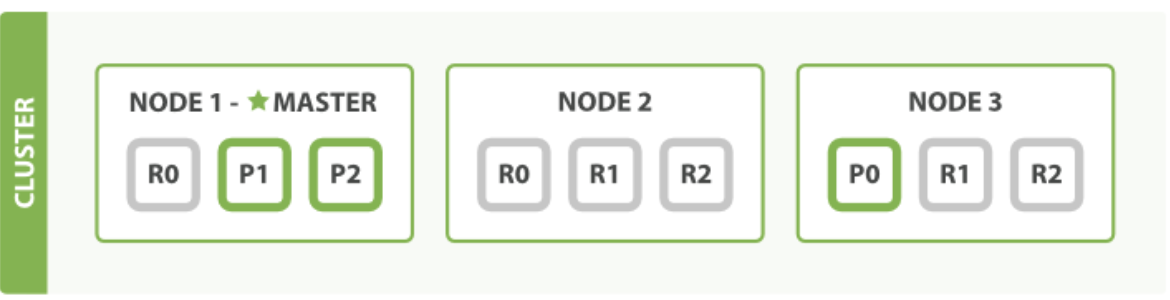 CLUSTER
NODE 1 - ★ MASTER
R0 P1 P2
NODE 2
R0 R1 R2
NODE 3
P0 R1 R2